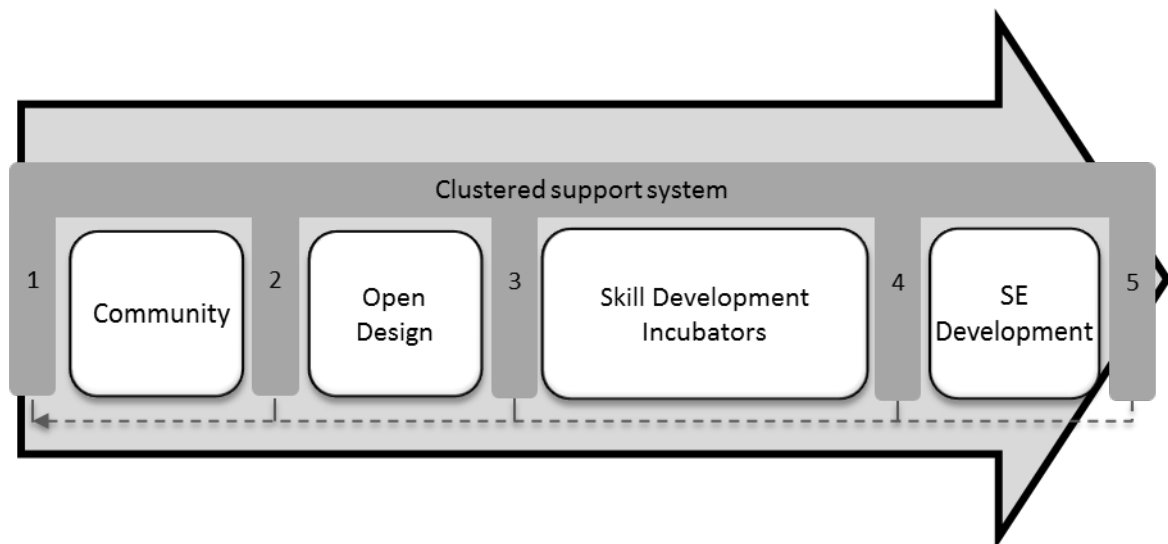 Clustered support system
1
Community
2
Open
Design
3
Skill Development
Incubators
4
SE
Development
5